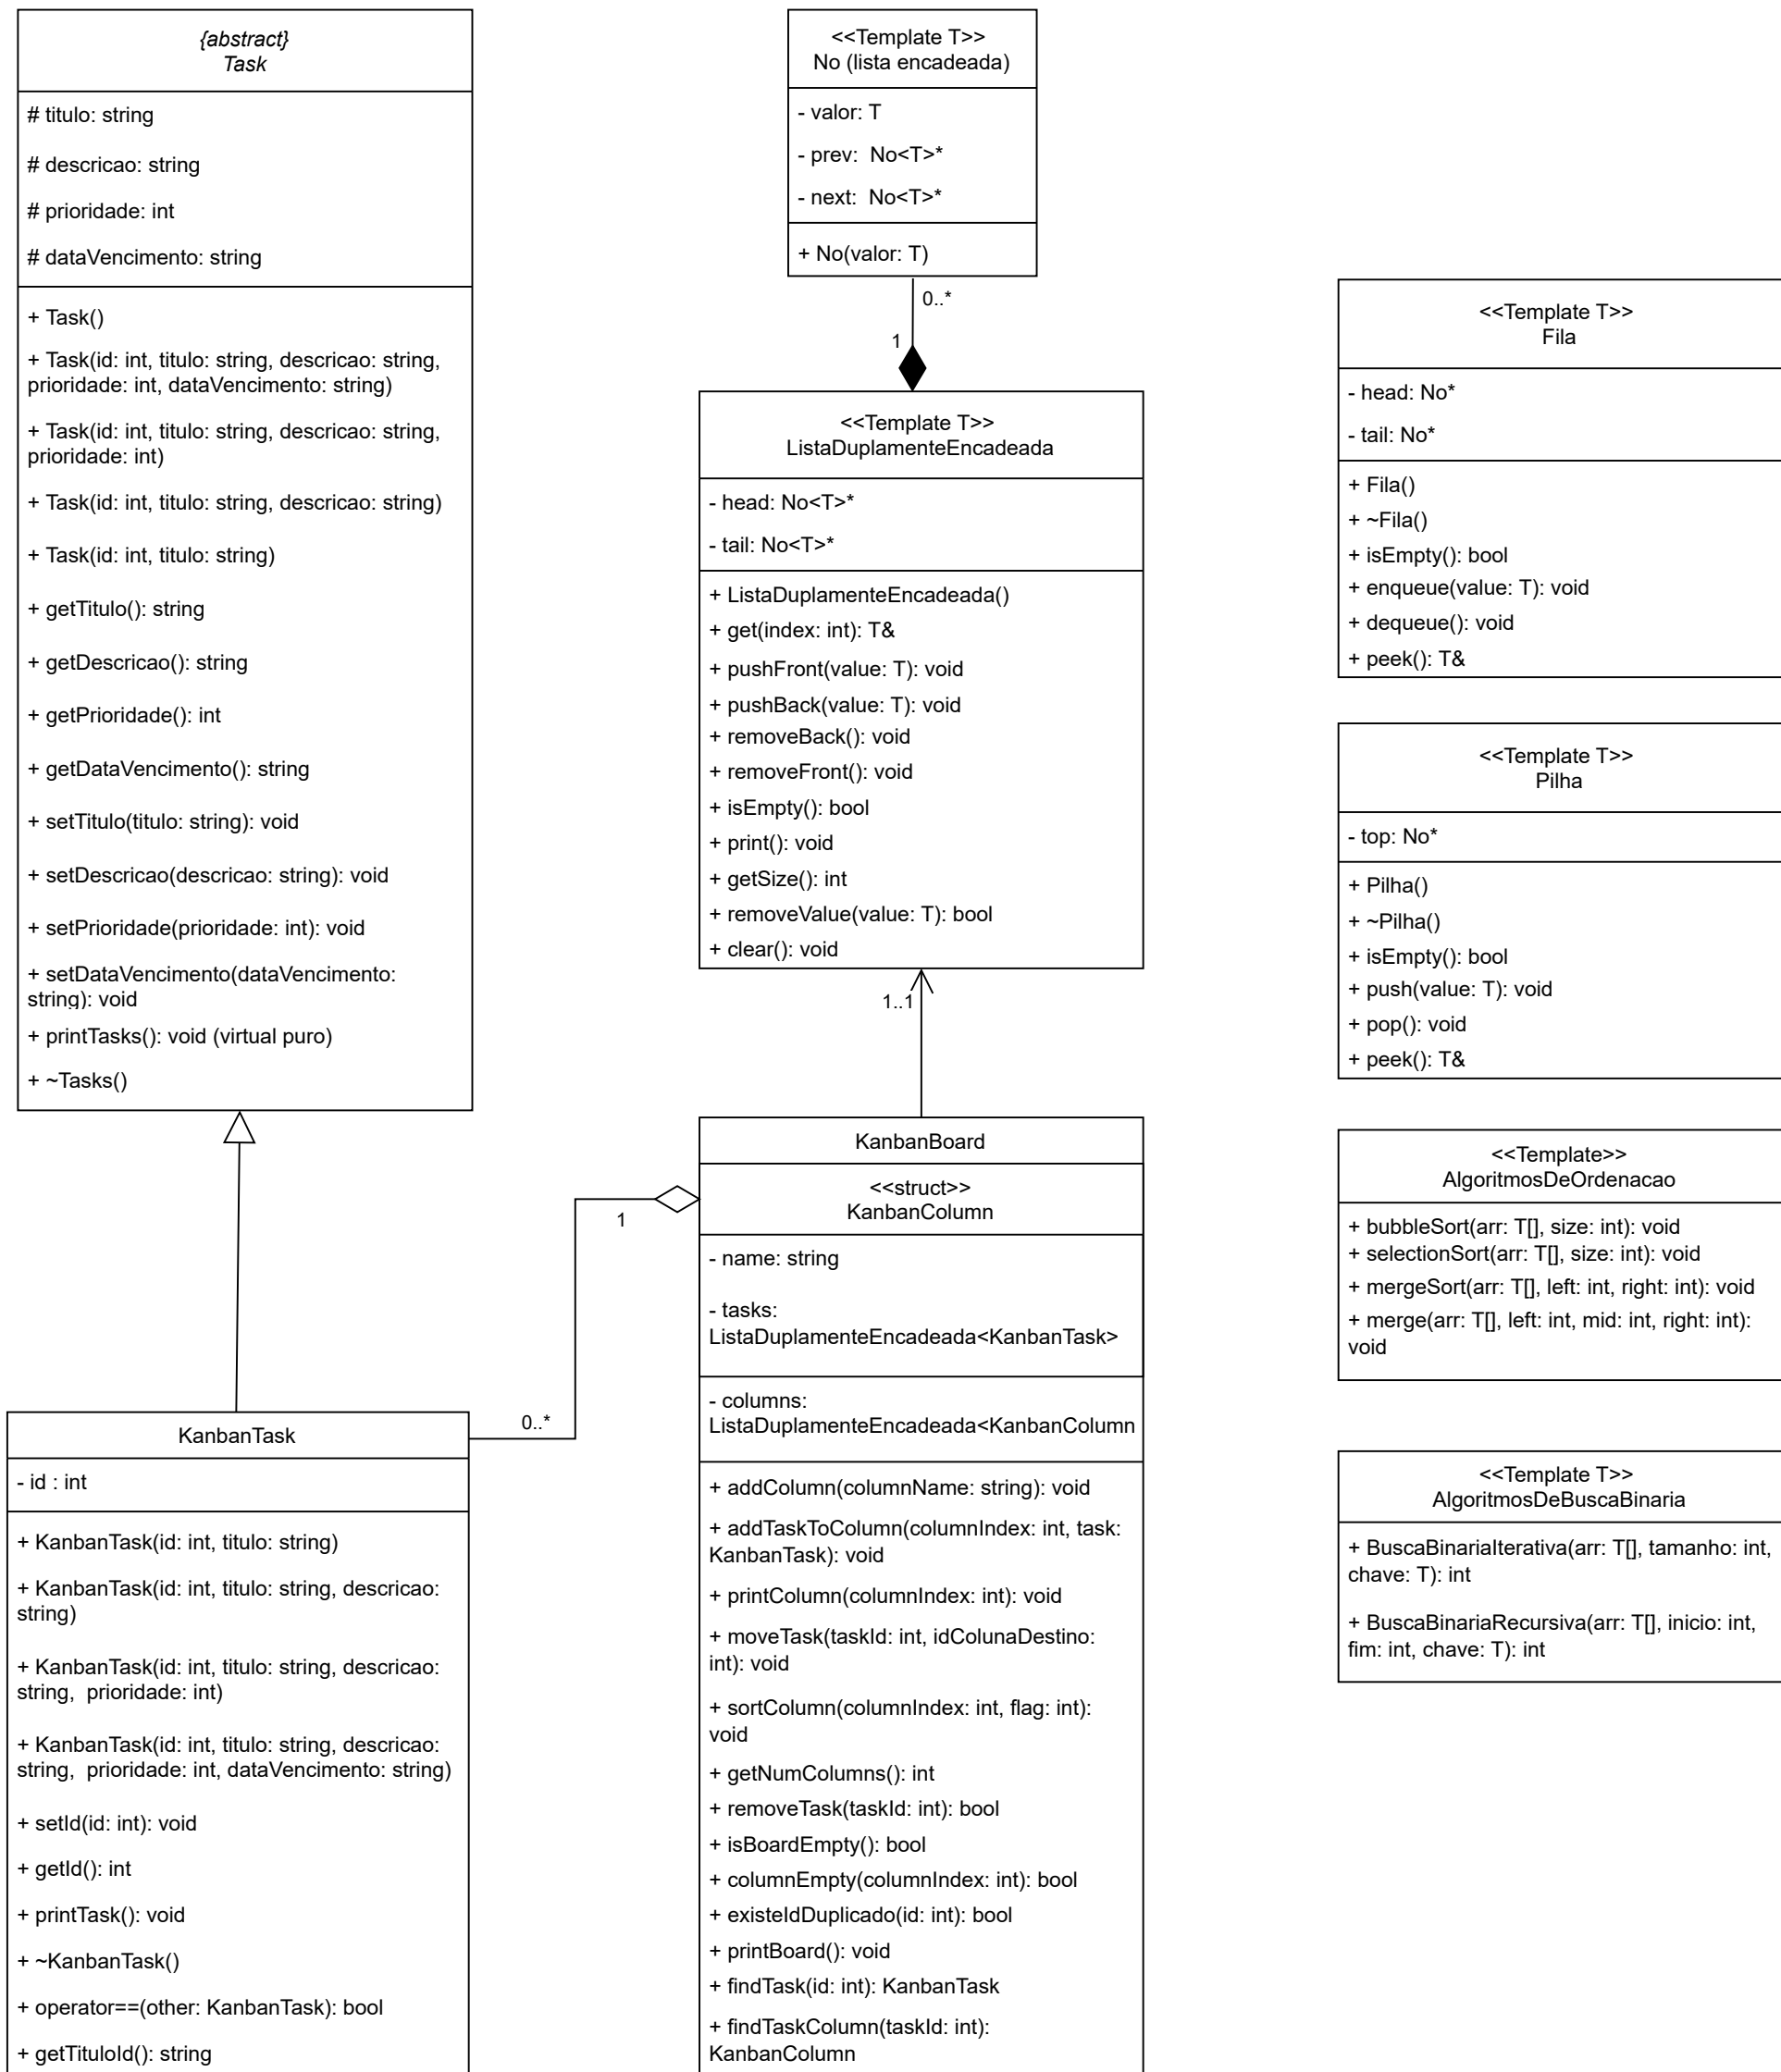 {abstract}
Task
# titulo: string
# descricao: string
# prioridade: int
# dataVencimento: string
+ Task()
+ Task(id: int, titulo: string, descricao: string,
prioridade: int, dataVencimento: string)
+ Task(id: int, titulo: string, descricao: string,
prioridade: int)
+ Task(id: int, titulo: string, descricao: string)
+ Task(id: int, titulo: string)
+ getTitulo(): string
+ getDescricao(): string
+ getPrioridade(): int
+ getDataVencimento(): string
+ setTitulo(titulo: string): void
+ setDescricao(descricao: string): void
+ setPrioridade(prioridade: int): void
+ setDataVencimento(dataVencimento:
string): void
+ printTasks(): void (virtual puro)
+ ~Tasks()
KanbanTask
- id : int
+ KanbanTask(id: int, titulo: string)
+ KanbanTask(id: int, titulo: string, descricao:
string)
+ KanbanTask(id: int, titulo: string, descricao:
string,  prioridade: int)
+ KanbanTask(id: int, titulo: string, descricao:
string,  prioridade: int, dataVencimento: string)
+ setId(id: int): void
+ getId(): int
+ printTask(): void
+ ~KanbanTask()
+ operator==(other: KanbanTask): bool
+ getTituloId(): string
<<Template T>>
No (lista encadeada)
- valor: T
- prev:  No<T>*
- next:  No<T>*
+ No(valor: T)
0..*
1
<<Template T>>
ListaDuplamenteEncadeada
- head: No<T>*
- tail: No<T>*
+ ListaDuplamenteEncadeada()
+ get(index: int): T&
+ pushFront(value: T): void
+ pushBack(value: T): void
+ removeBack(): void
+ removeFront(): void
+ isEmpty(): bool
+ print(): void
+ getSize(): int
+ removeValue(value: T): bool
+ clear(): void
1..1
KanbanBoard
<<struct>>
KanbanColumn
1
0..*
- name: string
- tasks:
ListaDuplamenteEncadeada<KanbanTask>
- columns:
ListaDuplamenteEncadeada<KanbanColumn
+ addColumn(columnName: string): void
+ addTaskToColumn(columnIndex: int, task:
KanbanTask): void
+ printColumn(columnIndex: int): void
+ moveTask(taskId: int, idColunaDestino:
int): void
+ sortColumn(columnIndex: int, flag: int):
void
+ getNumColumns(): int
+ removeTask(taskId: int): bool
+ isBoardEmpty(): bool
+ columnEmpty(columnIndex: int): bool
+ existeIdDuplicado(id: int): bool
+ printBoard(): void
+ findTask(id: int): KanbanTask
+ findTaskColumn(taskId: int):
KanbanColumn
<<Template T>>
Fila
- head: No*
- tail: No*
+ Fila()
+ ~Fila()
+ isEmpty(): bool
+ enqueue(value: T): void
+ dequeue(): void
+ peek(): T&
<<Template T>>
Pilha
- top: No*
+ Pilha()
+ ~Pilha()
+ isEmpty(): bool
+ push(value: T): void
+ pop(): void
+ peek(): T&
<<Template>>
AlgoritmosDeOrdenacao
+ bubbleSort(arr: T[], size: int): void
+ selectionSort(arr: T[], size: int): void
+ mergeSort(arr: T[], left: int, right: int): void
+ merge(arr: T[], left: int, mid: int, right: int):
void
<<Template T>>
AlgoritmosDeBuscaBinaria
+ BuscaBinariaIterativa(arr: T[], tamanho: int,
chave: T): int
+ BuscaBinariaRecursiva(arr: T[], inicio: int,
fim: int, chave: T): int